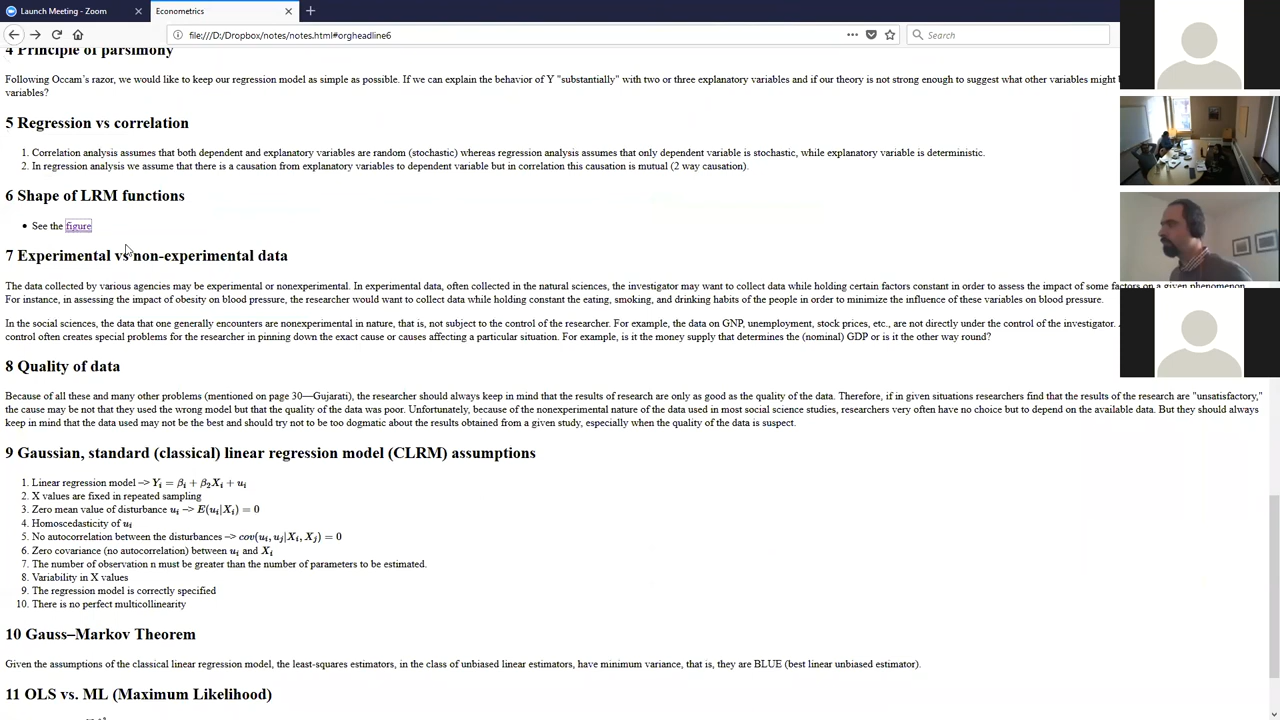 Launch Meeting - Zoom
Econometrics
file:///D:/Dropbox/notes/notes.html#orgheadline6
Search
4 Principle of parsimony
Following Occam's razor, we would like to keep our regression model as simple as possible. If we can explain the behavior of Y "substantially" with two or three explanatory variables and if our theory is not strong enough to suggest what other variables might
variables?
5 Regression vs correlation
1. Correlation analysis assumes that both dependent and explanatory variables are random (stochastic) whereas regression analysis assumes that only dependent variable is stochastic, while explanatory variable is deterministic.
2. In regression analysis we assume that there is a causation from explanatory variables to dependent variable but in correlation this causation is mutual (2 way causation).
6 Shape of LRM functions
• See the figure
7 Experimental vs non-experimental data
The data collected by various agencies may be experimental or nonexperimental. In experimental data, often collected in the natural sciences, the investigator may want to collect data while holding certain factors constant in order to assess the impact of some factors on a given phenomenon.
For instance, in assessing the impact of obesity on blood pressure, the researcher would want to collect data while holding constant the eating, smoking, and drinking habits of the people in order to minimize the influence of these variables on blood pressure.
In the social sciences, the data that one generally encounters are nonexperimental in nature, that is, not subject to the control of the researcher. For example, the data on GNP, unemployment, stock prices, etc., are not directly under the control of the investigator.
control often creates special problems for the researcher in pinning down the exact cause or causes affecting a particular situation. For example, is it the money supply that determines the (nominal) GDP or is it the other way round?
8 Quality of data
Because of all these and many other problems (mentioned on page 30—Gujarati), the researcher should always keep in mind that the results of research are only as good as the quality of the data. Therefore, if in given situations researchers find that the results of the research are "unsatisfactory,"
the cause may be not that they used the wrong model but that the quality of the data was poor. Unfortunately, because of the nonexperimental nature of the data used in most social science studies, researchers very often have no choice but to depend on the available data. But they should always
keep in mind that the data used may not be the best and should try not to be too dogmatic about the results obtained from a given study, especially when the quality of the data is suspect.
9 Gaussian, standard (classical) linear regression model (CLRM) assumptions
1. Linear regression model –> Yᵢ = βᵢ + β₂Xᵢ + uᵢ
2. X values are fixed in repeated sampling
3. Zero mean value of disturbance uᵢ –> E(uᵢ|Xᵢ) = 0
4. Homoscedasticity of uᵢ
5. No autocorrelation between the disturbances –> cov(uᵢ, uⱼ|Xᵢ, Xⱼ) = 0
6. Zero covariance (no autocorrelation) between uᵢ and Xᵢ
7. The number of observation n must be greater than the number of parameters to be estimated.
8. Variability in X values
9. The regression model is correctly specified
10. There is no perfect multicollinearity
10 Gauss–Markov Theorem
Given the assumptions of the classical linear regression model, the least-squares estimators, in the class of unbiased linear estimators, have minimum variance, that is, they are BLUE (best linear unbiased estimator).
11 OLS vs. ML (Maximum Likelihood)